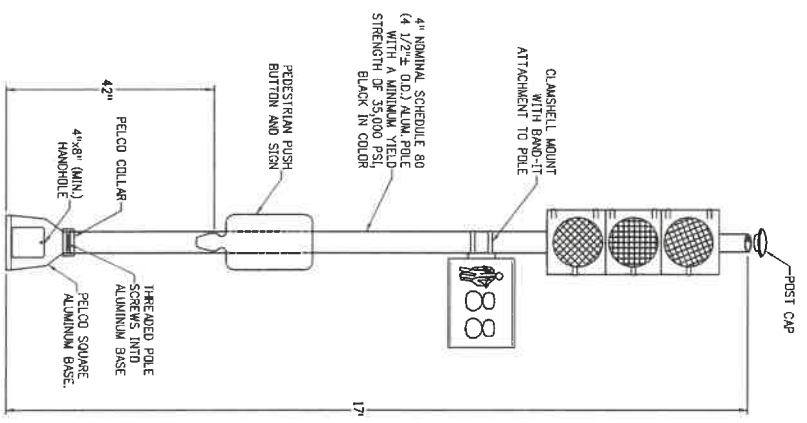 POST CAP
CLAMSHELL MOUNT
WITH BAND-IT
ATTACHMENT TO POLE
4" NOMINAL SCHEDULE 80
(4 1/2"± O.D.) ALUM. POLE
WITH A MINIMUM YIELD
STRENGTH OF 35,000 PSI,
BLACK IN COLOR
88
PEDESTRIAN PUSH
BUTTON AND SIGN
42"
17'
PELCO COLLAR
4"x8" (MIN.)
HANDHOLE
THREADED POLE
SCREWS INTO
ALUMINUM BASE
PELCO SQUARE
ALUMINUM BASE.